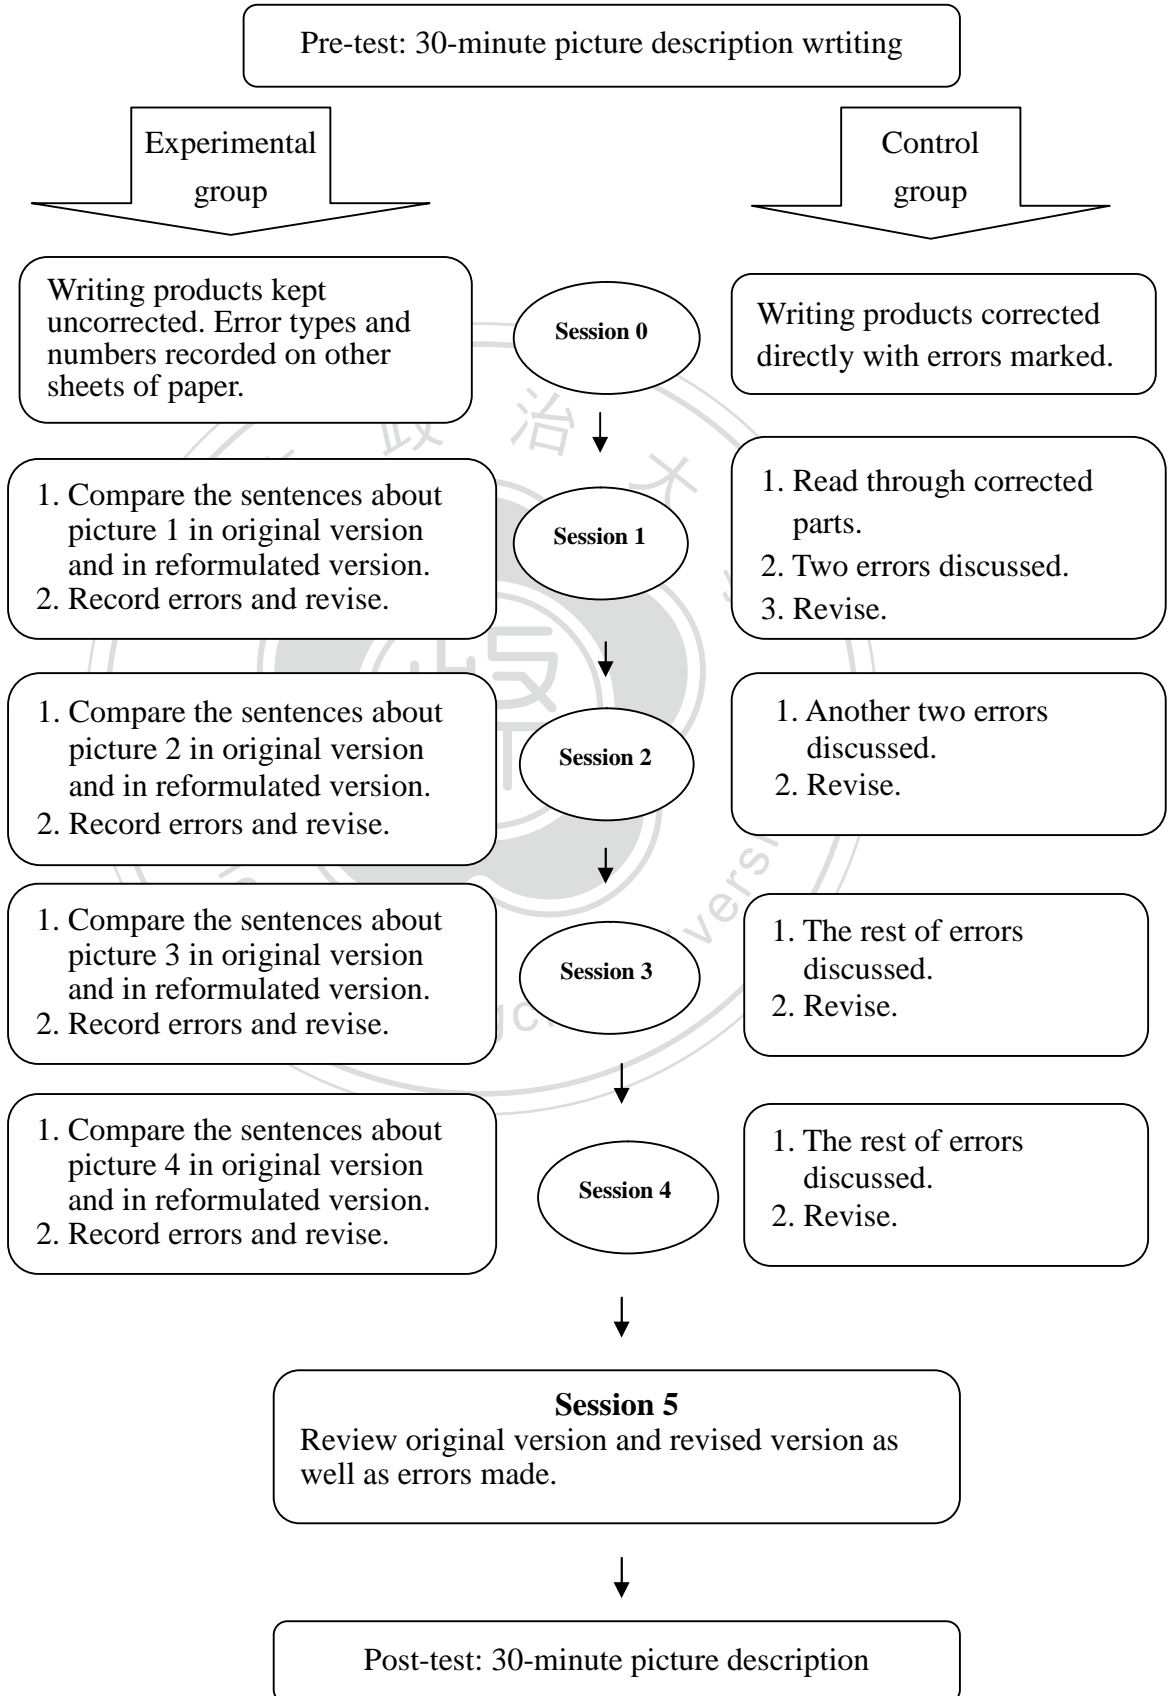 Pre-test: 30-minute picture description wrtiting
Experimental
group
Control
group
Writing products kept
uncorrected. Error types and
numbers recorded on other
sheets of paper.
Session 0
Writing products corrected
directly with errors marked.
政 治 大
1. Compare the sentences about
picture 1 in original version
and in reformulated version.
2. Record errors and revise.
Session 1
1. Read through corrected
parts.
2. Two errors discussed.
3. Revise.
1. Compare the sentences about
picture 2 in original version
and in reformulated version.
2. Record errors and revise.
Session 2
1. Another two errors
discussed.
2. Revise.
1. Compare the sentences about
picture 3 in original version
and in reformulated version.
2. Record errors and revise.
Session 3
1. The rest of errors
discussed.
2. Revise.
1. Compare the sentences about
picture 4 in original version
and in reformulated version.
2. Record errors and revise.
Session 4
1. The rest of errors
discussed.
2. Revise.
Session 5
Review original version and revised version as
well as errors made.
Post-test: 30-minute picture description